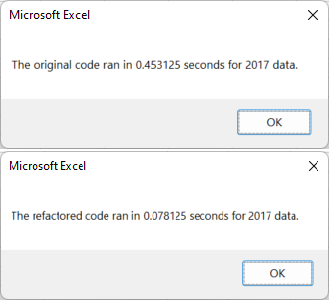 Microsoft Excel
The original code ran in 0.453125 seconds for 2017 data.
OK
Microsoft Excel
The refactored code ran in 0.078125 seconds for 2017 data.
OK